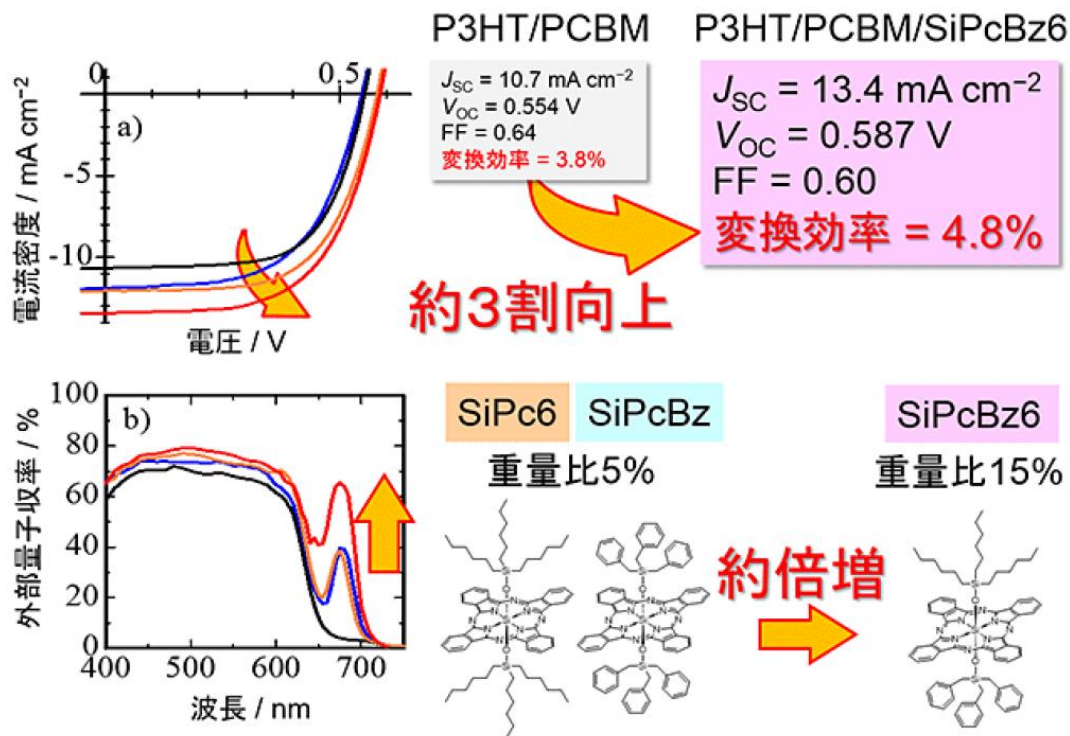 P3HT/PCBM
JSC = 10.7 mA cm−2
VOC = 0.554 V
FF = 0.64
変換効率 = 3.8%
P3HT/PCBM/SiPcBz6
JSC = 13.4 mA cm−2
VOC = 0.587 V
FF = 0.60
変換効率 = 4.8%
約3割向上
a)
0
0.5
-5
-10
電流密度 / mA cm−2
電圧 / V
b)
100
80
60
40
20
0
400
500
600
700
外部量子収率 / %
波長 / nm
SiPc6
SiPcBz
重量比5%
約倍増
SiPcBz6
重量比15%